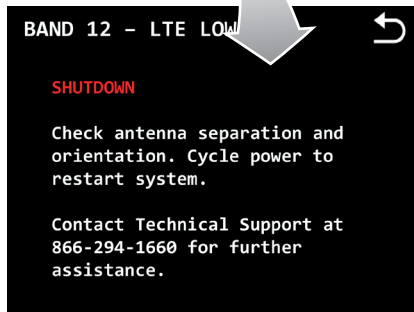 BAND 12 – LTE LOW
SHUTDOWN
Check antenna separation and
orientation. Cycle power to
restart system.
Contact Technical Support at
866-294-1660 for further
assistance.